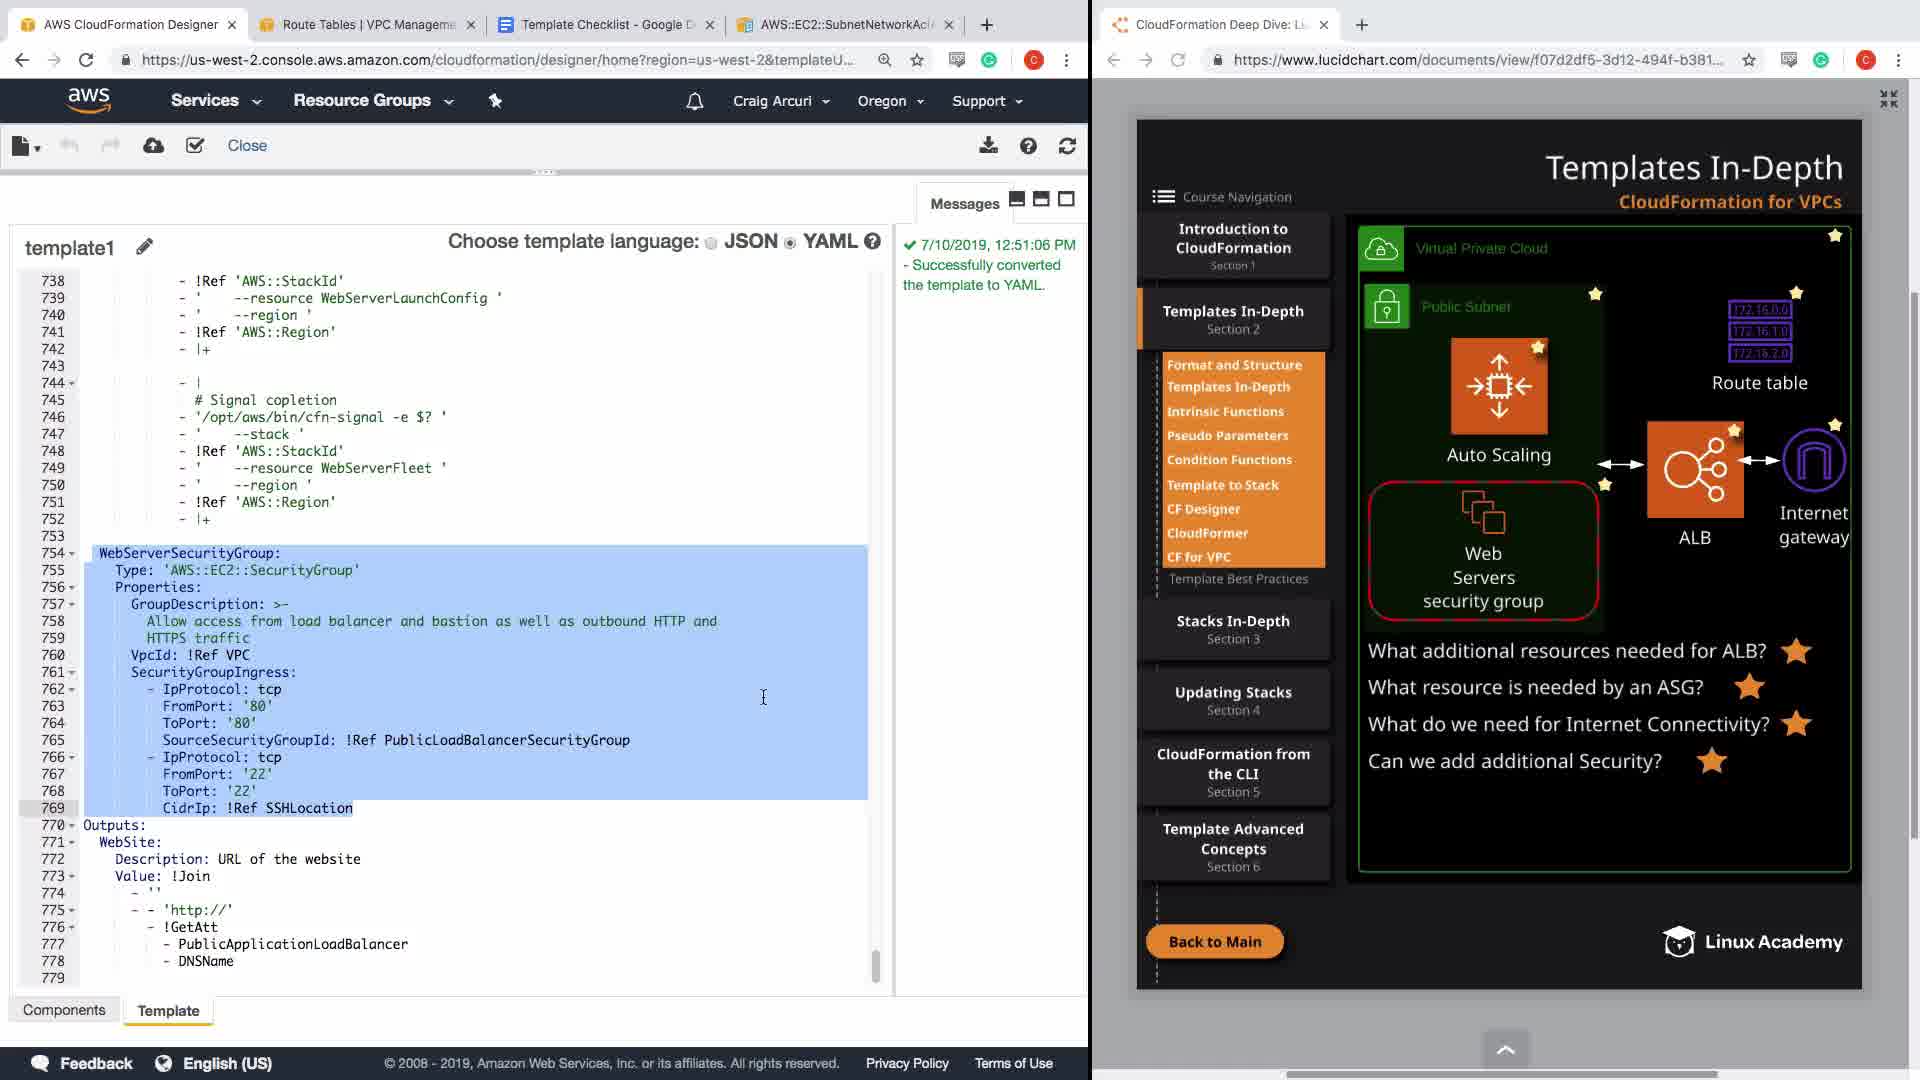 AWS CloudFormation Designer
Route Tables | VPC Manageme
Template Checklist - Google D
AWS::EC2::SubnetNetworkAcl
https://us-west-2.console.aws.amazon.com/cloudformation/designer/home?region=us-west-2&templateU...
C
aws
Services
Resource Groups
Craig Arcuri
Oregon
Support
Close
Messages
template1
Choose template language: JSON YAML
7/10/2019, 12:51:06 PM
- Successfully converted
the template to YAML.
738 - !Ref 'AWS::StackId'
739 - '    --resource WebServerLaunchConfig '
740 - '    --region '
741 - !Ref 'AWS::Region'
742 - |+
743
744 - |
745 # Signal copletion
746 - '/opt/aws/bin/cfn-signal -e $? '
747 - '    --stack '
748 - !Ref 'AWS::StackId'
749 - '    --resource WebServerFleet '
750 - '    --region '
751 - !Ref 'AWS::Region'
752 - |+
753
754 WebServerSecurityGroup:
755 Type: 'AWS::EC2::SecurityGroup'
756 Properties:
757 GroupDescription: >-
758 Allow access from load balancer and bastion as well as outbound HTTP and
759 HTTPS traffic
760 VpcId: !Ref VPC
761 SecurityGroupIngress:
762 - IpProtocol: tcp
763 FromPort: '80'
764 ToPort: '80'
765 SourceSecurityGroupId: !Ref PublicLoadBalancerSecurityGroup
766 - IpProtocol: tcp
767 FromPort: '22'
768 ToPort: '22'
769 CidrIp: !Ref SSHLocation
770 Outputs:
771 WebSite:
772 Description: URL of the website
773 Value: !Join
774 - ''
775 - - 'http://'
776 - !GetAtt
777 - PublicApplicationLoadBalancer
778 - DNSName
779
Components
Template
Feedback
English (US)
© 2008 - 2019, Amazon Web Services, Inc. or its affiliates. All rights reserved.
Privacy Policy
Terms of Use
CloudFormation Deep Dive: Lu
https://www.lucidchart.com/documents/view/f07d2df5-3d12-494f-b381...
C
Templates In-Depth
CloudFormation for VPCs
Course Navigation
Introduction to
CloudFormation
Section 1
Templates In-Depth
Section 2
Format and Structure
Templates In-Depth
Intrinsic Functions
Pseudo Parameters
Condition Functions
Template to Stack
CF Designer
CloudFormer
CF for VPC
Template Best Practices
Stacks In-Depth
Section 3
Updating Stacks
Section 4
CloudFormation from
the CLI
Section 5
Template Advanced
Concepts
Section 6
Back to Main
Virtual Private Cloud
Public Subnet
172.16.0.0
172.16.1.0
172.16.2.0
Route table
Auto Scaling
ALB
Internet
gateway
Web
Servers
security group
What additional resources needed for ALB?
What resource is needed by an ASG?
What do we need for Internet Connectivity?
Can we add additional Security?
Linux Academy